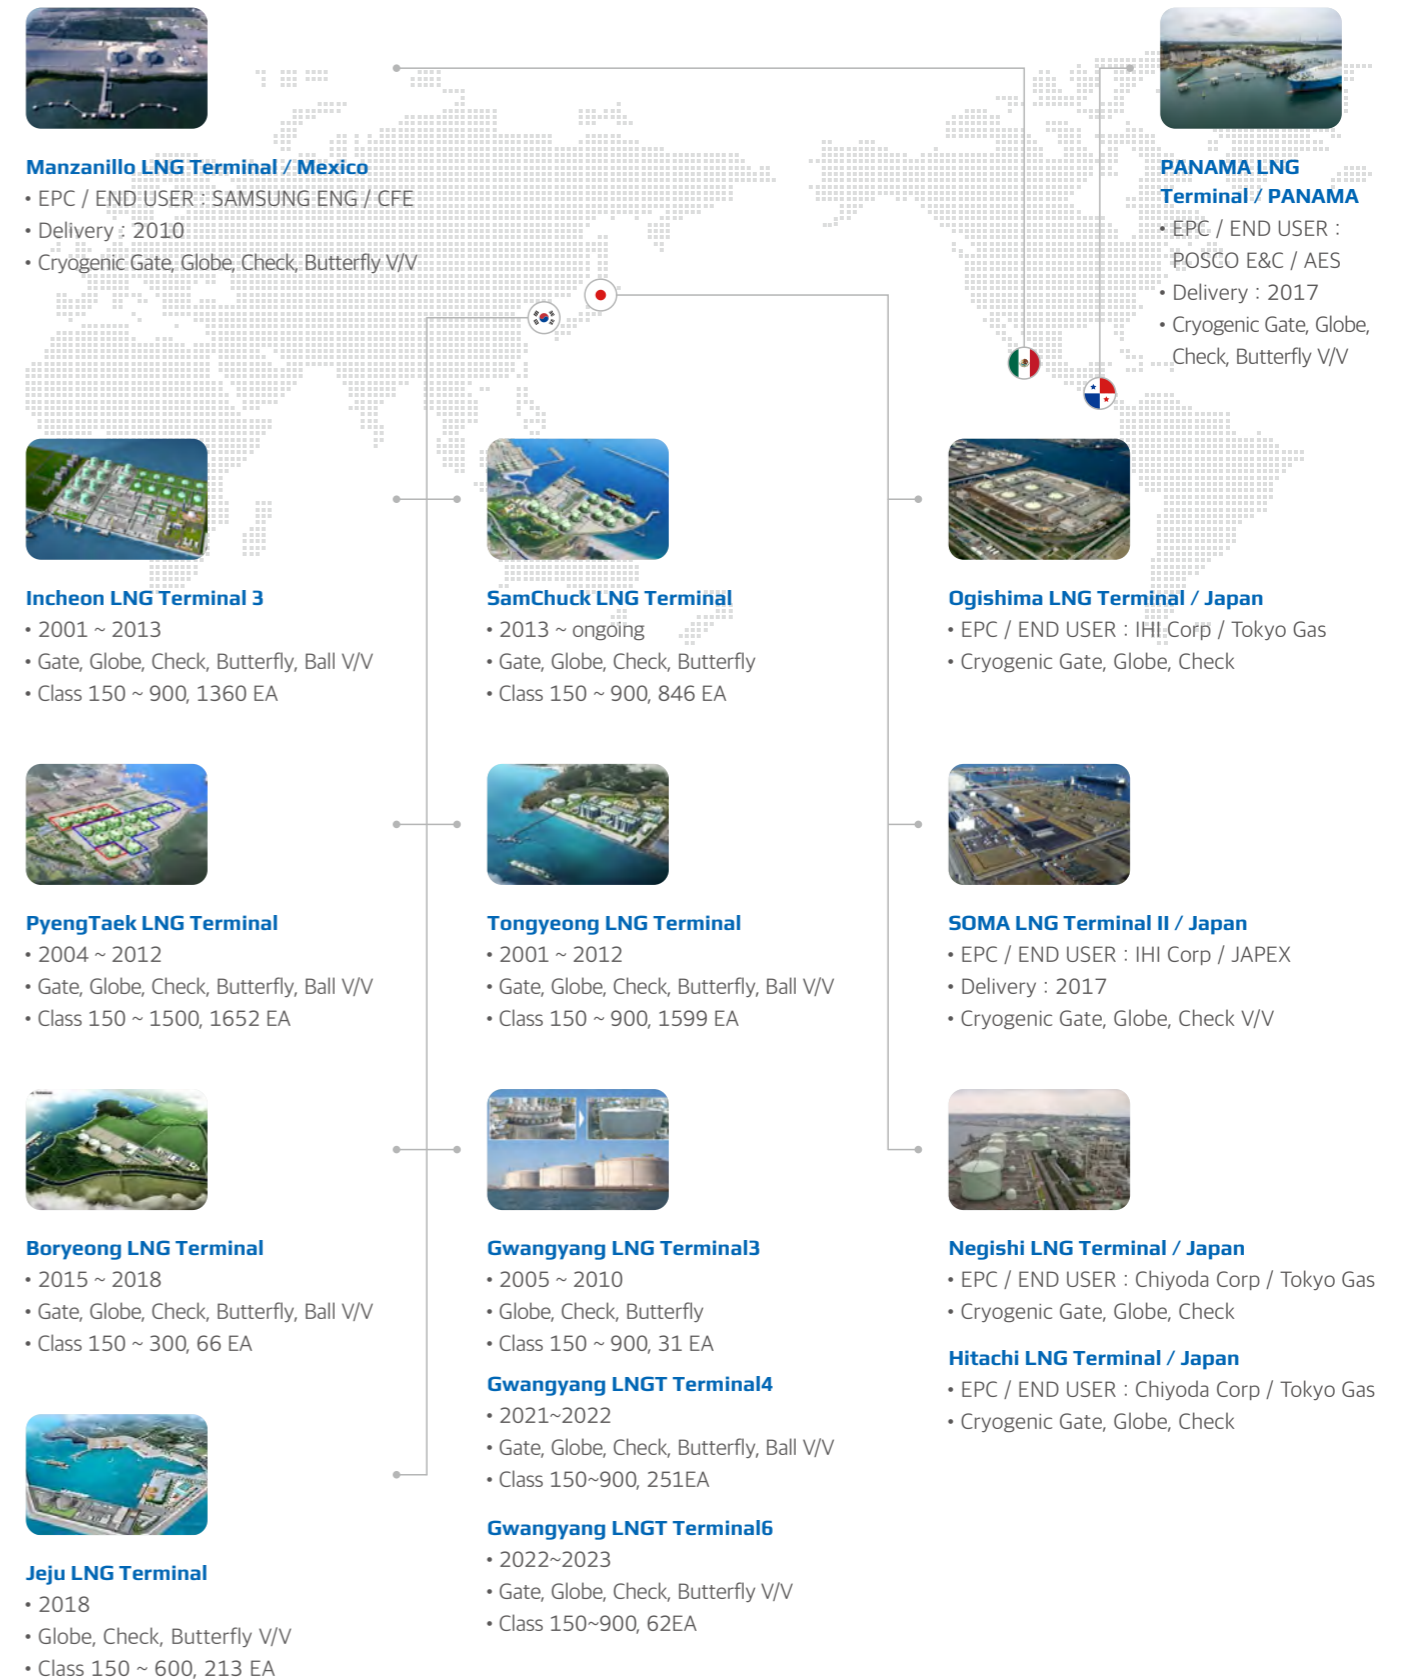 Manzanillo LNG Terminal / Mexico
• EPC / END USER : SAMSUNG ENG / CFE
• Delivery : 2010
• Cryogenic Gate, Globe, Check, Butterfly V/V
PANAMA LNG
Terminal / PANAMA
• EPC / END USER :
POSCO E&C / AES
• Delivery : 2017
• Cryogenic Gate, Globe,
Check, Butterfly V/V
Incheon LNG Terminal 3
• 2001 ~ 2013
• Gate, Globe, Check, Butterfly, Ball V/V
• Class 150 ~ 900, 1360 EA
SamChuck LNG Terminal
• 2013 ~ ongoing
• Gate, Globe, Check, Butterfly
• Class 150 ~ 900, 846 EA
Ogishima LNG Terminal / Japan
• EPC / END USER : IHI Corp / Tokyo Gas
• Cryogenic Gate, Globe, Check
PyengTaek LNG Terminal
• 2004 ~ 2012
• Gate, Globe, Check, Butterfly, Ball V/V
• Class 150 ~ 1500, 1652 EA
Tongyeong LNG Terminal
• 2001 ~ 2012
• Gate, Globe, Check, Butterfly, Ball V/V
• Class 150 ~ 900, 1599 EA
SOMA LNG Terminal II / Japan
• EPC / END USER : IHI Corp / JAPEX
• Delivery : 2017
• Cryogenic Gate, Globe, Check V/V
Boryeong LNG Terminal
• 2015 ~ 2018
• Gate, Globe, Check, Butterfly, Ball V/V
• Class 150 ~ 300, 66 EA
Gwangyang LNG Terminal3
• 2005 ~ 2010
• Globe, Check, Butterfly
• Class 150 ~ 900, 31 EA
Gwangyang LNGT Terminal4
• 2021~2022
• Gate, Globe, Check, Butterfly, Ball V/V
• Class 150~900, 251EA
Gwangyang LNGT Terminal6
• 2022~2023
• Gate, Globe, Check, Butterfly V/V
• Class 150~900, 62EA
Negishi LNG Terminal / Japan
• EPC / END USER : Chiyoda Corp / Tokyo Gas
• Cryogenic Gate, Globe, Check
Hitachi LNG Terminal / Japan
• EPC / END USER : Chiyoda Corp / Tokyo Gas
• Cryogenic Gate, Globe, Check
Jeju LNG Terminal
• 2018
• Globe, Check, Butterfly V/V
• Class 150 ~ 600, 213 EA